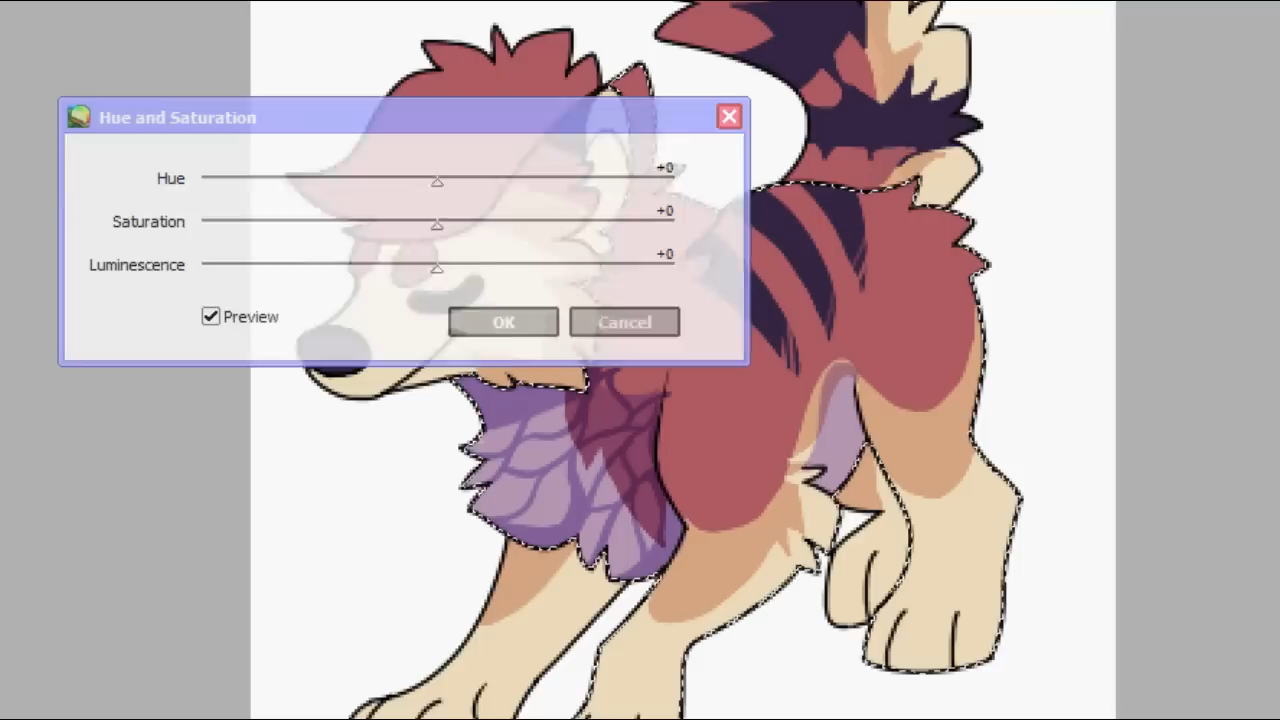 Hue and Saturation
Hue +0
Saturation +0
Luminescence +0
Preview OK Cancel